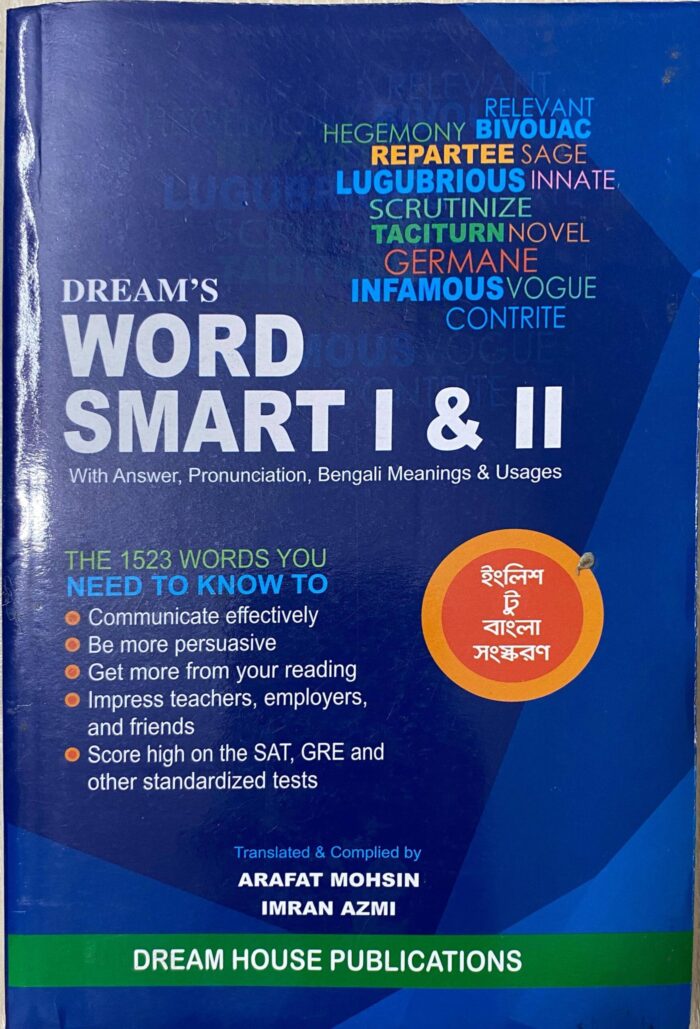 RELEVANT
HEGEMONY BIVOUAC
REPARTEE SAGE
LUGUBRIOUS INNATE
SCRUTINIZE
TACITURN NOVEL
GERMANE
INFAMOUS VOGUE
CONTRITE
DREAM'S
WORD
SMART I & II
With Answer, Pronunciation, Bengali Meanings & Usages
THE 1523 WORDS YOU
NEED TO KNOW TO
Communicate effectively
Be more persuasive
Get more from your reading
Impress teachers, employers,
and friends
Score high on the SAT, GRE and
other standardized tests
ইংলিশ
টু
বাংলা
সংস্করণ
Translated & Complied by
ARAFAT MOHSIN
IMRAN AZMI
DREAM HOUSE PUBLICATIONS